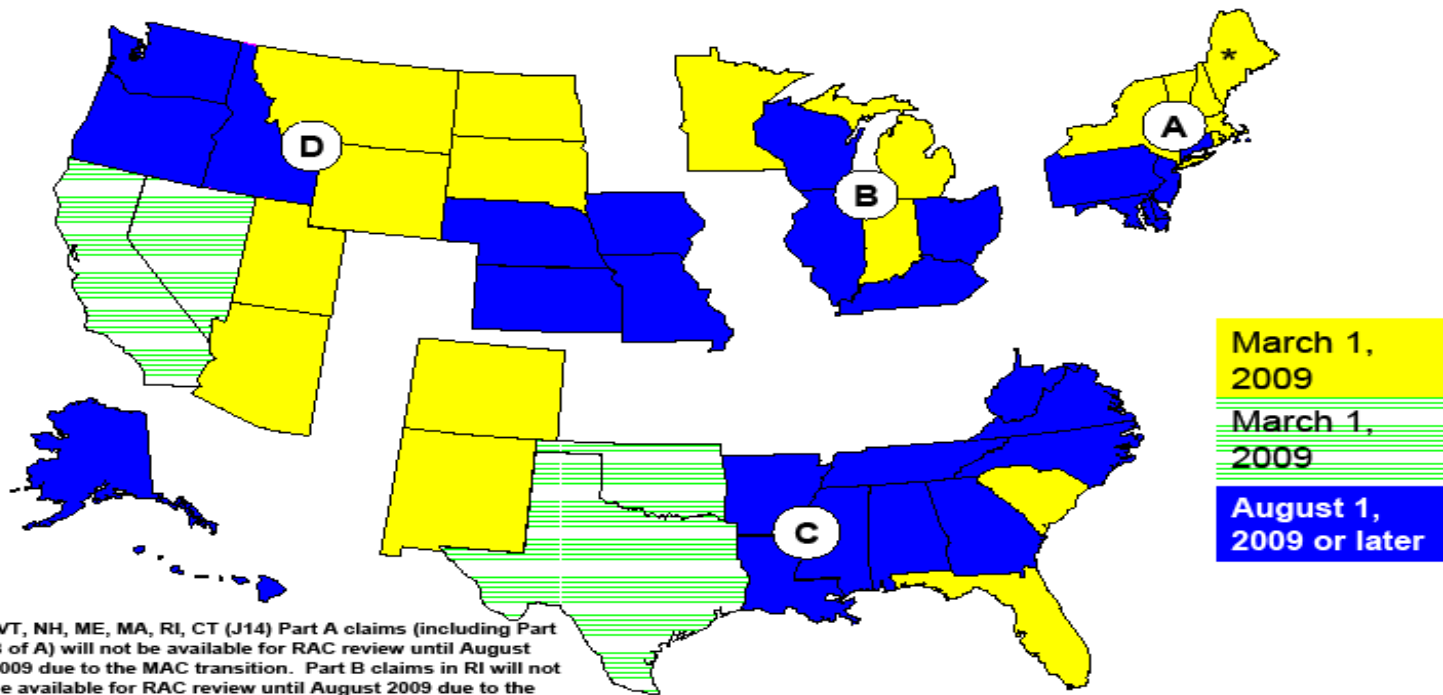 *
A
D
B
March 1,
2009
March 1,
2009
August 1,
2009 or later
C
VT, NH, ME, MA, RI, CT (J14) Part A claims (including Part
of A) will not be available for RAC review until August
2009 due to the MAC transition. Part B claims in RI will not
e available for RAC review until August 2009 due to the